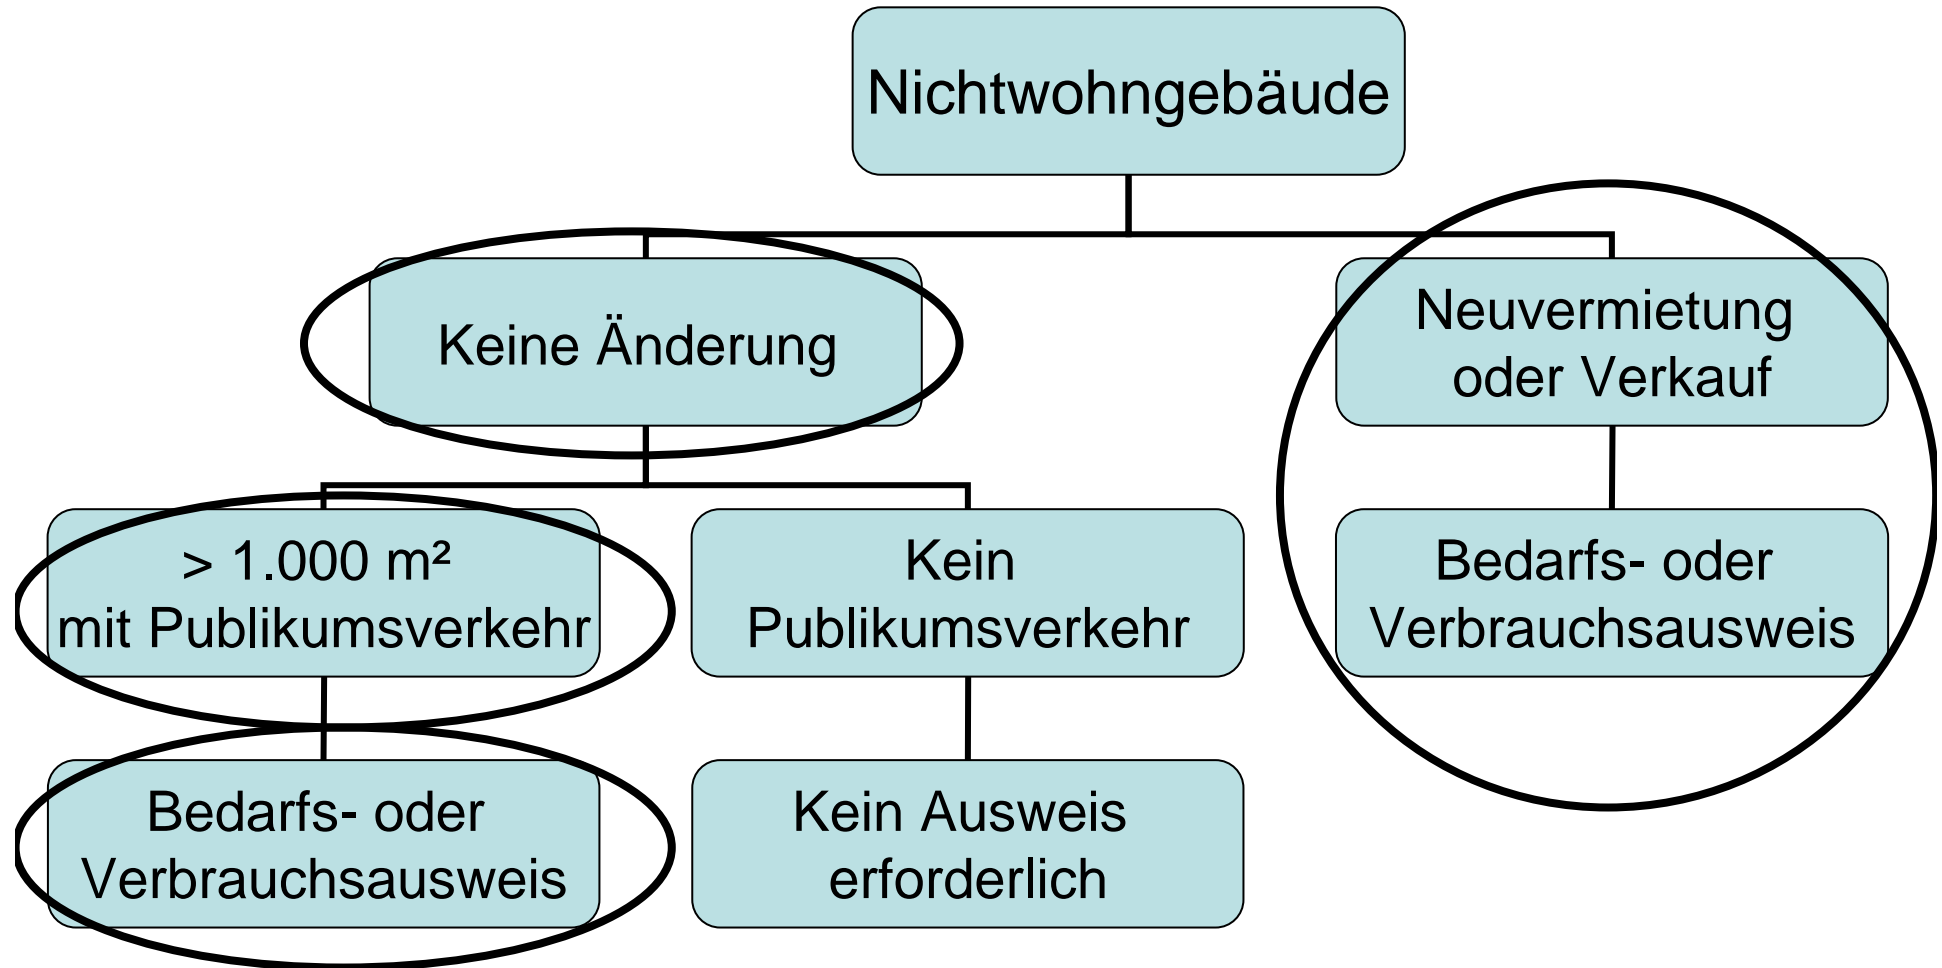 Nichtwohngebäude
Keine Änderung
Neuvermietung
oder Verkauf
> 1.000 m²
mit Publikumsverkehr
Kein
Publikumsverkehr
Bedarfs- oder
Verbrauchsausweis
Bedarfs- oder
Verbrauchsausweis
Kein Ausweis
erforderlich